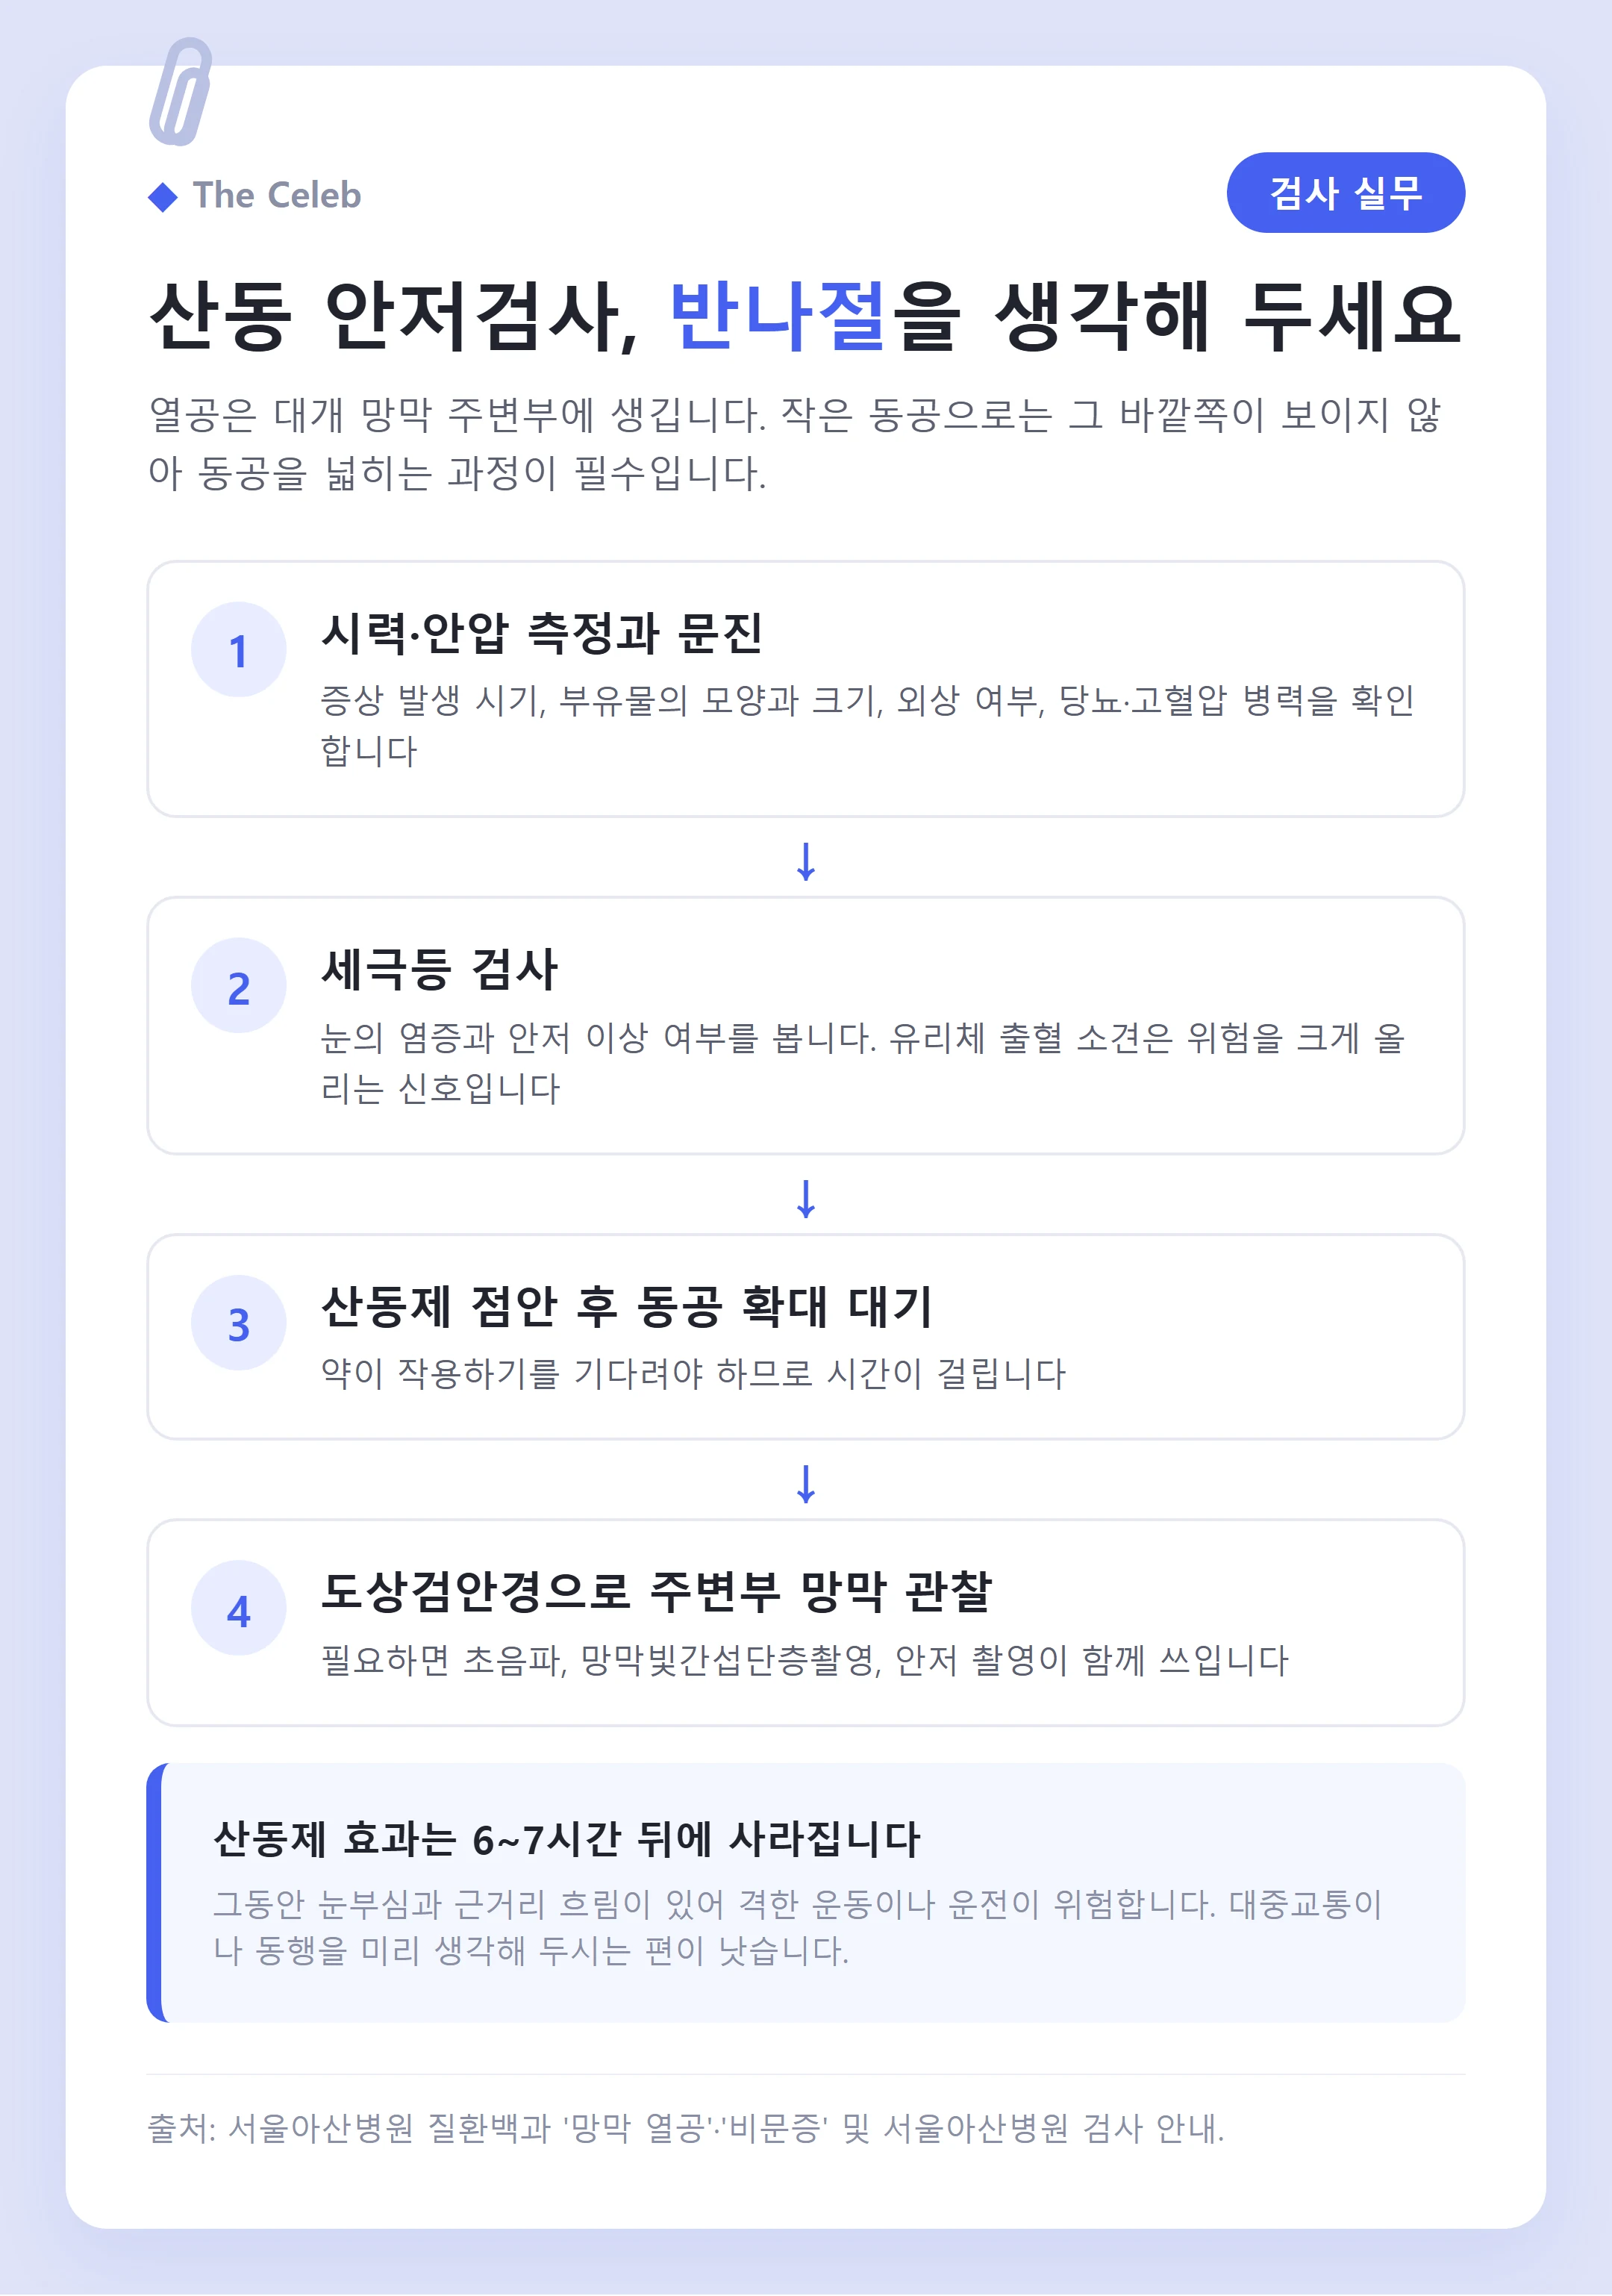 ◆ The Celeb
검사 실무
산동 안저검사, 반나절을 생각해 두세요
열공은 대개 망막 주변부에 생깁니다. 작은 동공으로는 그 바깥쪽이 보이지 않
아 동공을 넓히는 과정이 필수입니다.
1
시력·안압 측정과 문진
증상 발생 시기, 부유물의 모양과 크기, 외상 여부, 당뇨·고혈압 병력을 확인
합니다
↓
2
세극등 검사
눈의 염증과 안저 이상 여부를 봅니다. 유리체 출혈 소견은 위험을 크게 올
리는 신호입니다
↓
3
산동제 점안 후 동공 확대 대기
약이 작용하기를 기다려야 하므로 시간이 걸립니다
↓
4
도상검안경으로 주변부 망막 관찰
필요하면 초음파, 망막빛간섭단층촬영, 안저 촬영이 함께 쓰입니다
산동제 효과는 6~7시간 뒤에 사라집니다
그동안 눈부심과 근거리 흐림이 있어 격한 운동이나 운전이 위험합니다. 대중교통이
나 동행을 미리 생각해 두시는 편이 낫습니다.
출처: 서울아산병원 질환백과 '망막 열공'·'비문증' 및 서울아산병원 검사 안내.